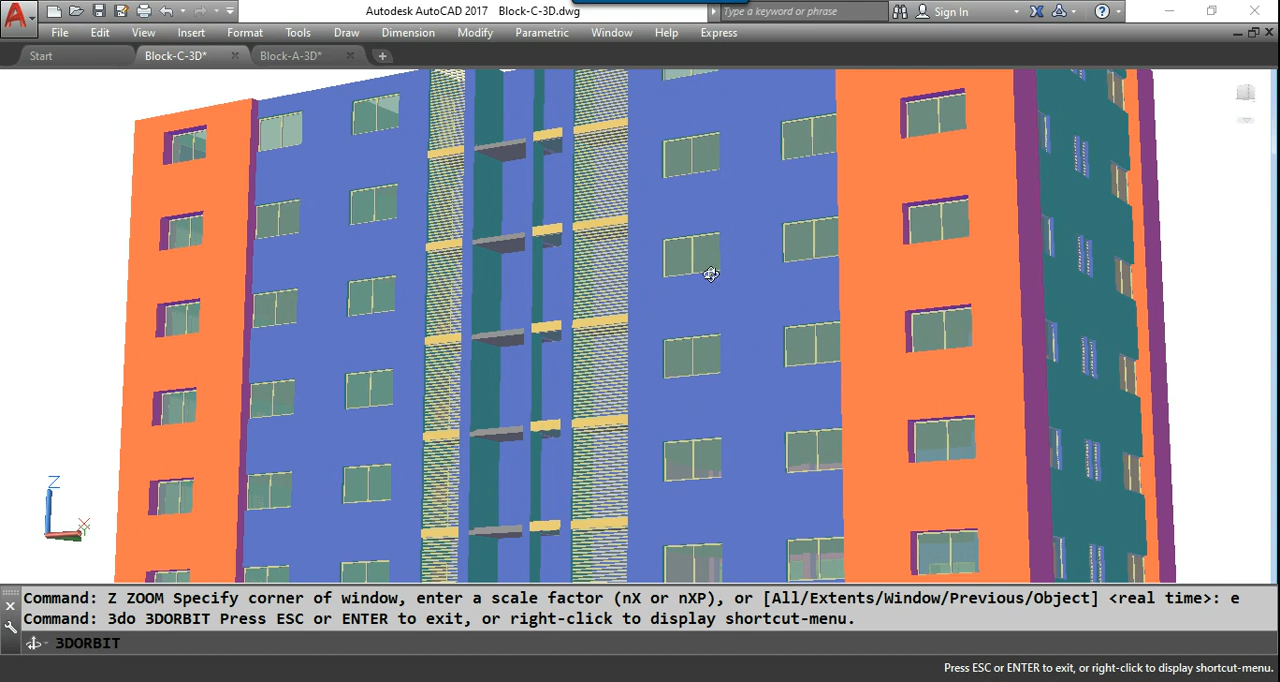 A Autodesk AutoCAD 2017 Block-C-3D.dwg Type a keyword or phrase Sign In
File Edit View Insert Format Tools Draw Dimension Modify Parametric Window Help Express
Start Block-C-3D* Block-A-3D*
Z
X
Command: Z ZOOM Specify corner of window, enter a scale factor (nX or nXP), or [All/Extents/Window/Previous/Object] <real time>: e
Command: 3do 3DORBIT Press ESC or ENTER to exit, or right-click to display shortcut-menu.
3DORBIT
Press ESC or ENTER to exit, or right-click to display shortcut-menu.